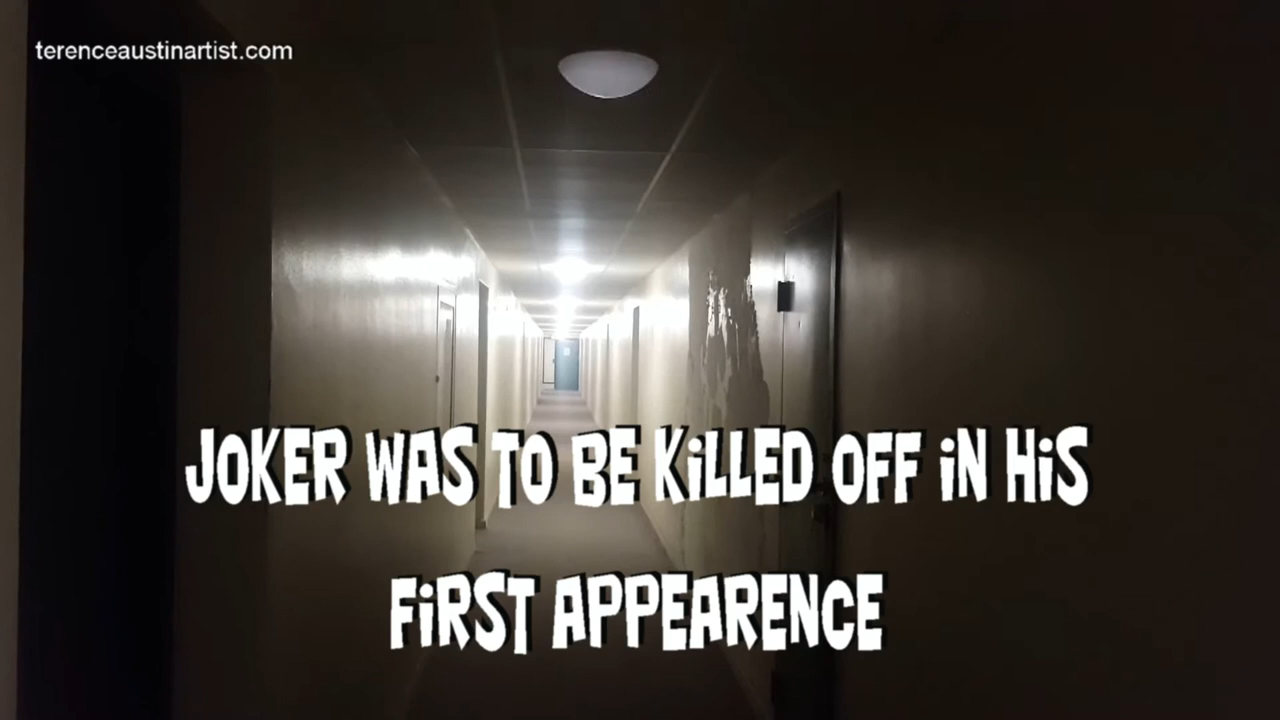 terenceaustinartist.com
JOKER WAS TO BE KiLLED OFF iN HiS
FiRST APPEARENCE